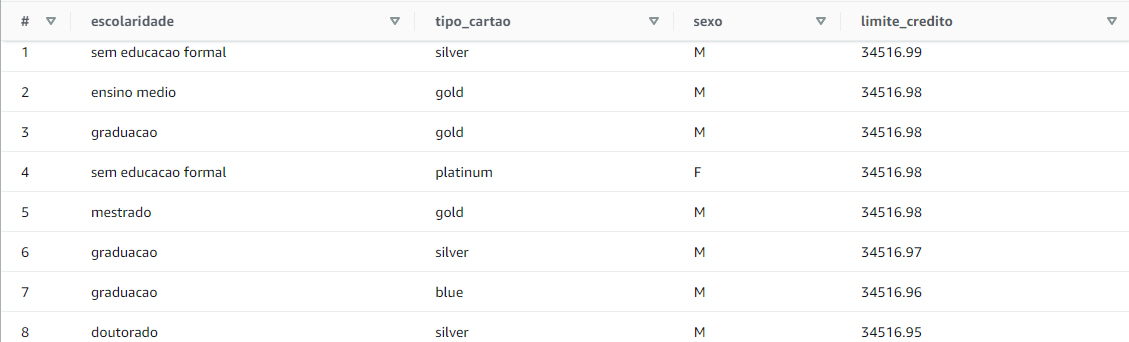 # escolaridade tipo_cartao sexo limite_credito
1 sem educacao formal silver M 34516.99
2 ensino medio gold M 34516.98
3 graduacao gold M 34516.98
4 sem educacao formal platinum F 34516.98
5 mestrado gold M 34516.98
6 graduacao silver M 34516.97
7 graduacao blue M 34516.96
8 doutorado silver M 34516.95